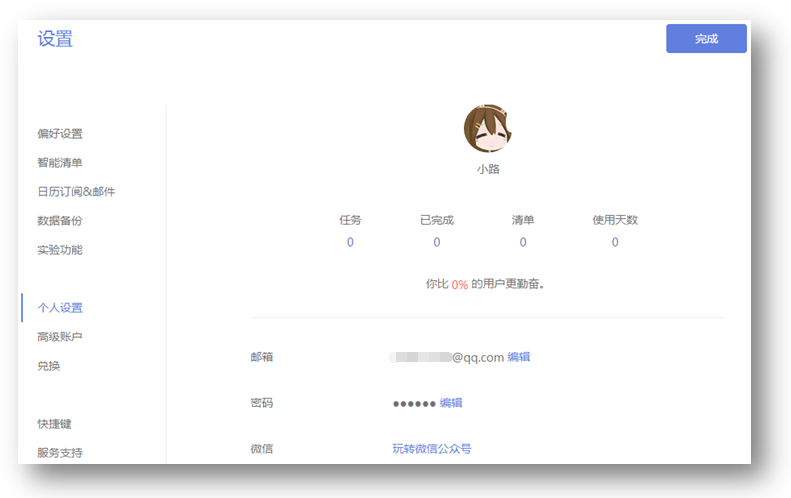 设置
完成
偏好设置
智能清单
日历订阅&邮件
数据备份
实验功能
个人设置
高级账户
兑换
快捷键
服务支持
小路
任务 已完成 清单 使用天数
0 0 0 0
你比 0% 的用户更勤奋。
邮箱 @qq.com 编辑
密码 ●●●●●● 编辑
微信 玩转微信公众号